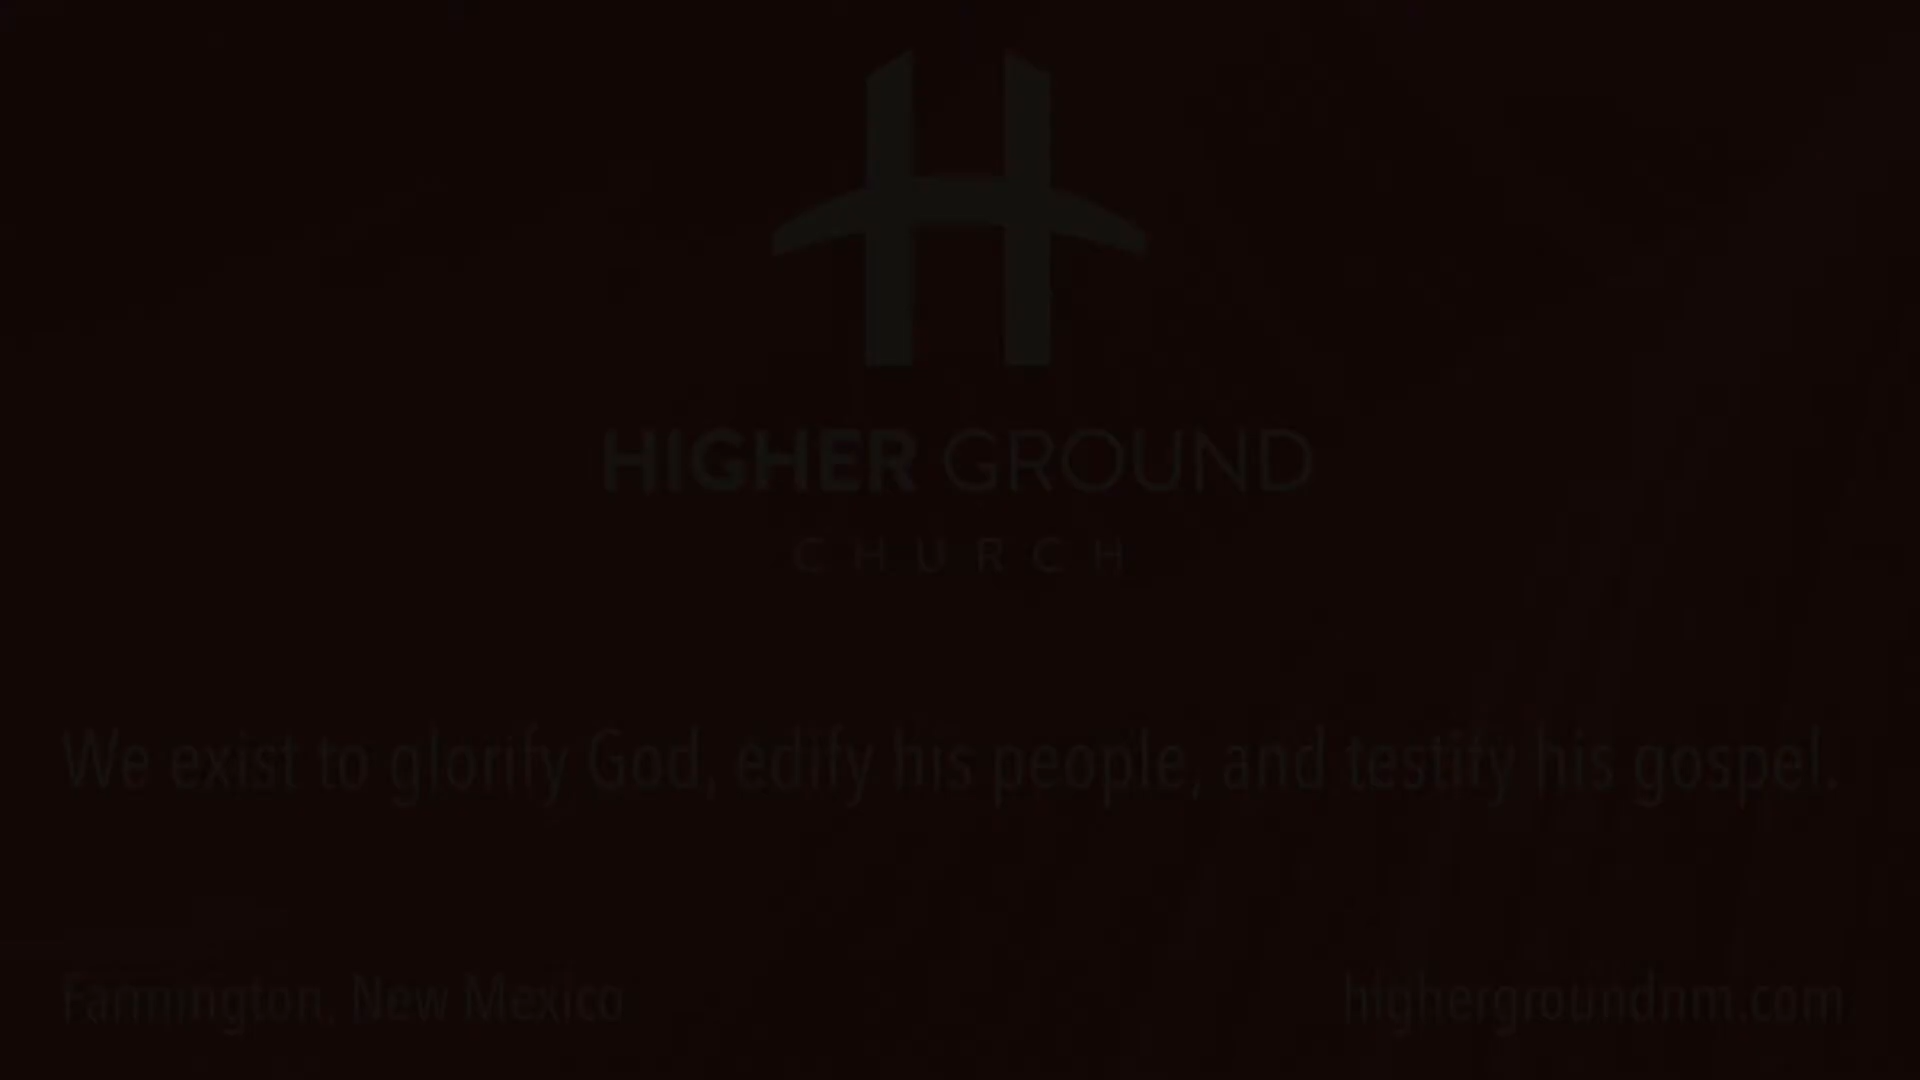 HIGHER GROUND
CHURCH
We exist to glorify God, edify his people, and testify his gospel.
Farmington, New Mexico
highergroundnm.com